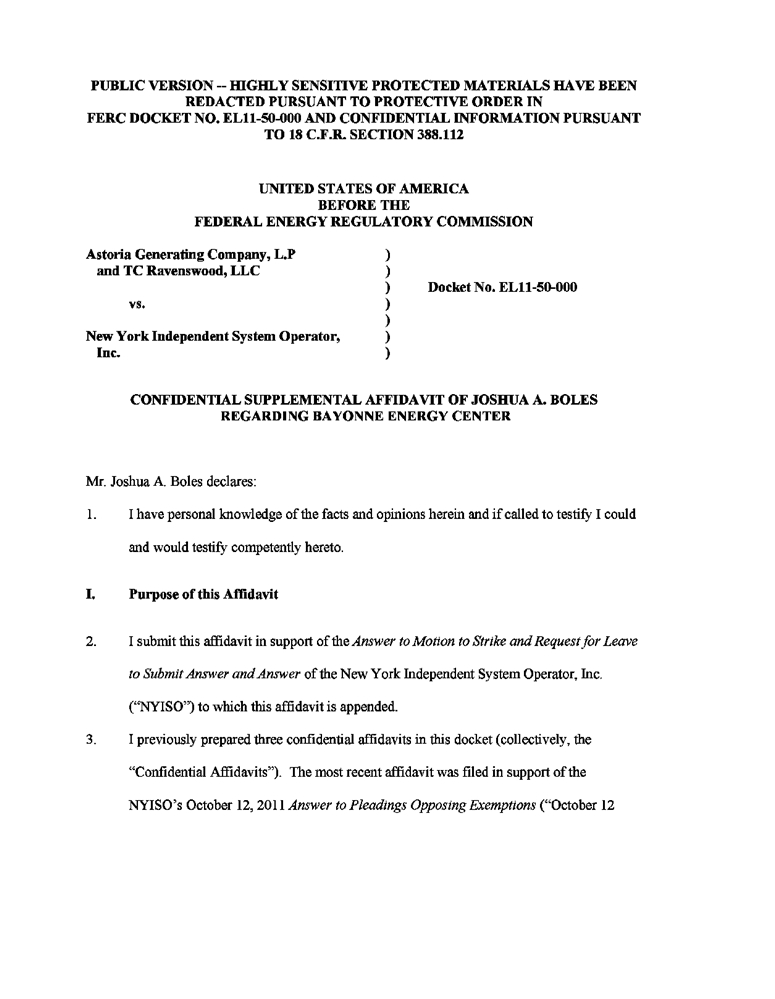 PUBLIC VERSION -- HIGHLY SENSITIVE PROTECTED MATERIALS HAVE BEEN
REDACTED PURSUANT TO PROTECTIVE ORDER IN
FERC DOCKET NO. EL11-50-000 AND CONFIDENTIAL INFORMATION PURSUANT
TO 18 C.F.R. SECTION 388.112
UNITED STATES OF AMERICA
BEFORE THE
FEDERAL ENERGY REGULATORY COMMISSION
Astoria Generating Company, L.P )
and TC Ravenswood, LLC )
) Docket No. EL11-50-000
vs. )
)
New York Independent System Operator, )
Inc. )
CONFIDENTIAL SUPPLEMENTAL AFFIDAVIT OF JOSHUA A. BOLES
REGARDING BAYONNE ENERGY CENTER
Mr. Joshua A. Boles declares:
1. I have personal knowledge of the facts and opinions herein and if called to testify I could
and would testify competently hereto.
I. Purpose of this Affidavit
2. I submit this affidavit in support of the Answer to Motion to Strike and Request for Leave
to Submit Answer and Answer of the New York Independent System Operator, Inc.
(“NYISO”) to which this affidavit is appended.
3. I previously prepared three confidential affidavits in this docket (collectively, the
“Confidential Affidavits”). The most recent affidavit was filed in support of the
NYISO’s October 12, 2011 Answer to Pleadings Opposing Exemptions (“October 12